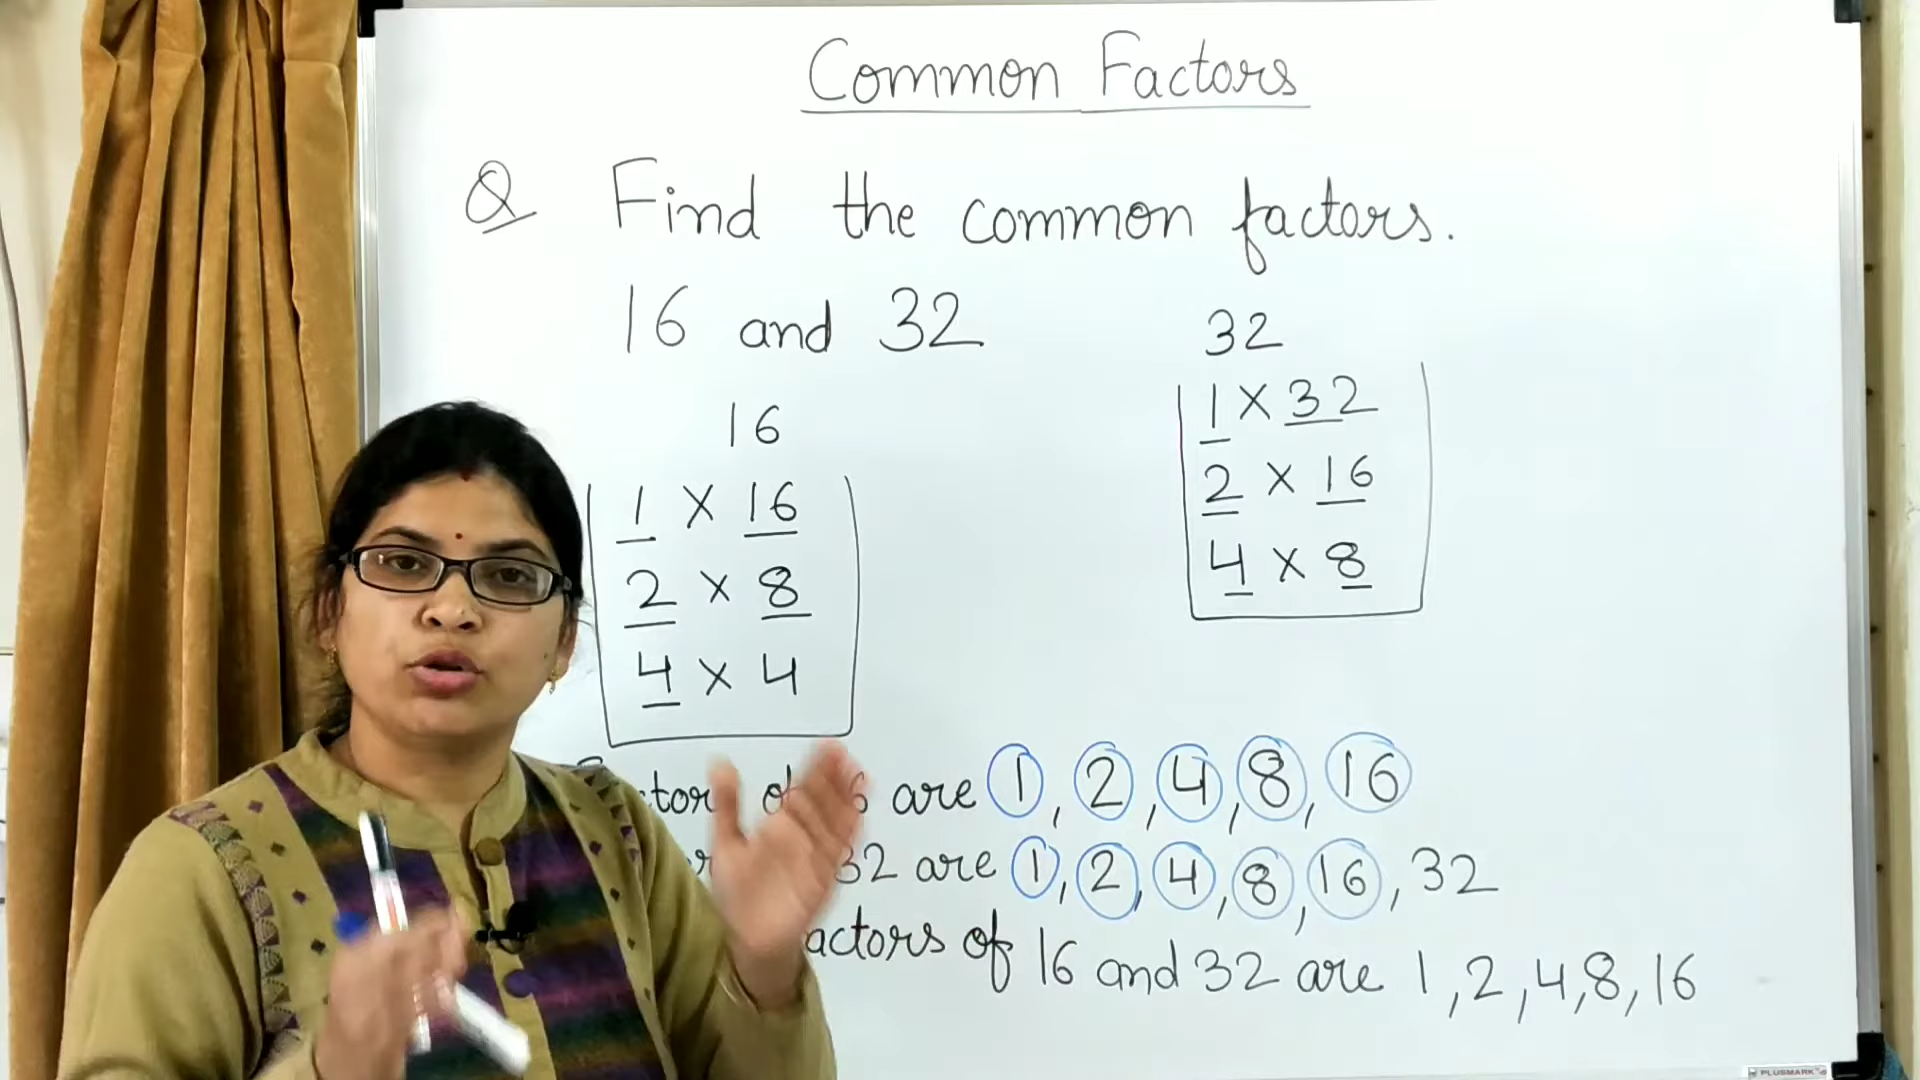 Common Factors
Q Find the common factors.
16 and 32
32
1 X 32
2 X 16
4 X 8
16
1 X 16
2 X 8
4 X 4
are 1, 2, 4, 8, 16
32 are 1, 2, 4, 8, 16, 32
actors of 16 and 32 are 1, 2, 4, 8, 16
PLUSMARK